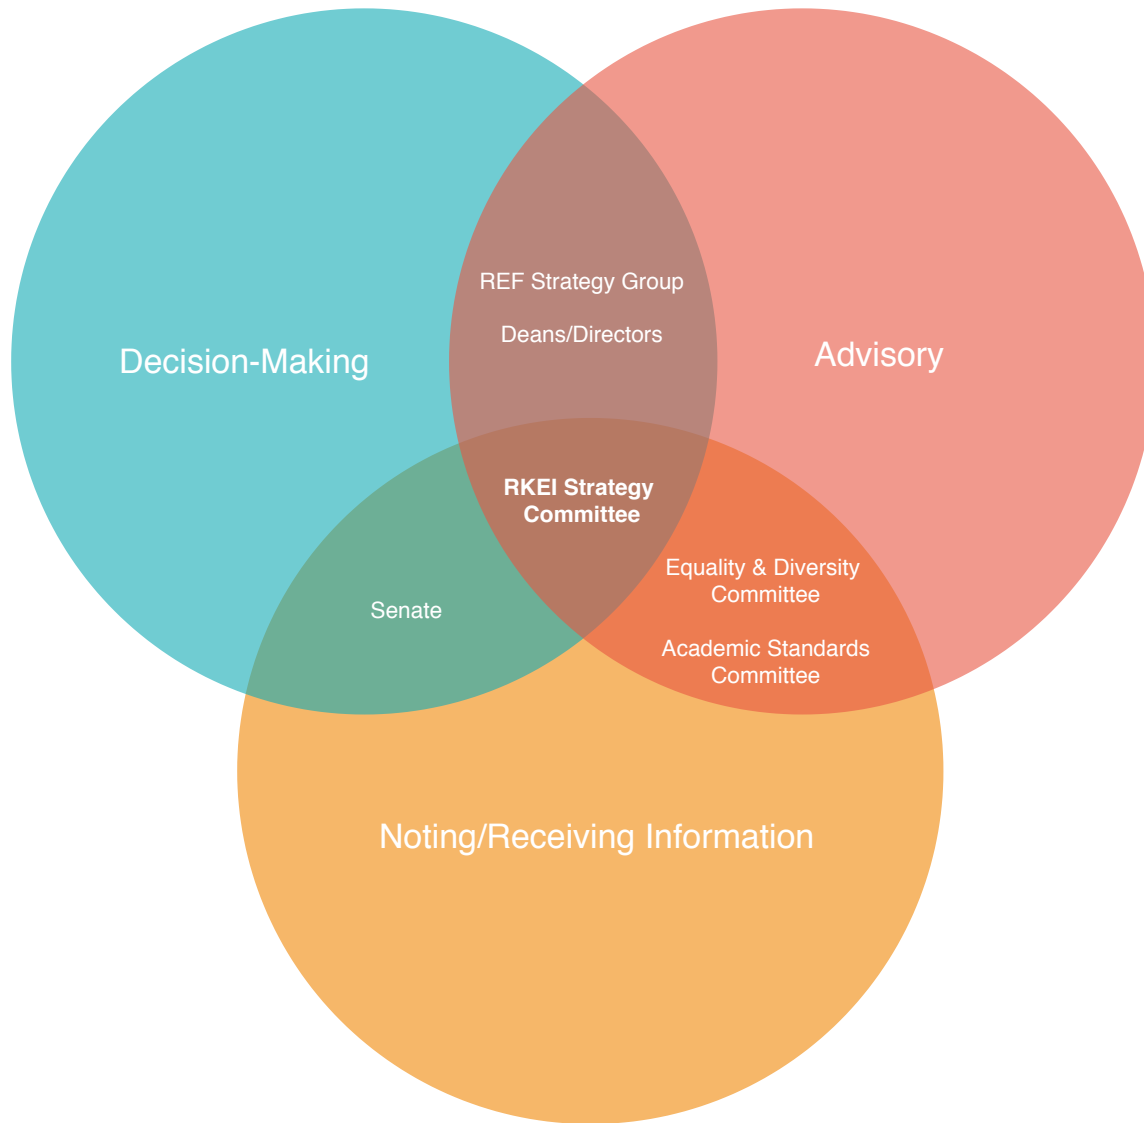 REF Strategy Group
Deans/Directors
Decision-Making
Advisory
RKEI Strategy
Committee
Equality & Diversity
Committee
Senate
Academic Standards
Committee
Noting/Receiving Information